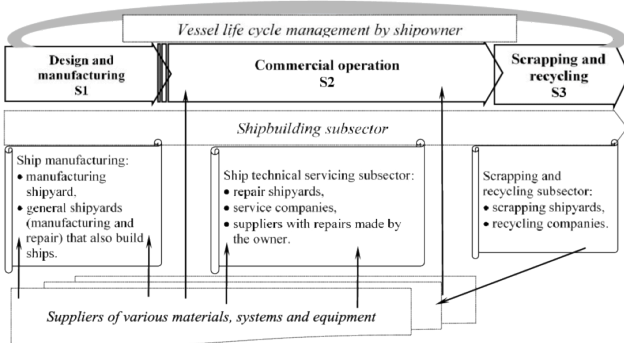 Vessel life cycle management by shipowner
Design and
manufacturing
S1
Commercial operation
S2
Scrapping and
recycling
S3
Shipbuilding subsector
Ship manufacturing:
• manufacturing
shipyard,
• general shipyards
(manufacturing and
repair) that also build
ships.
Ship technical servicing subsector:
• repair shipyards,
• service companies,
• suppliers with repairs made by
the owner.
Scrapping and
recycling subsector:
• scrapping shipyards,
• recycling companies.
Suppliers of various materials, systems and equipment